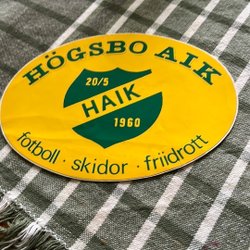 HÖGSBO AIK
20/5
HAIK
1960
fotboll · skidor · friidrott